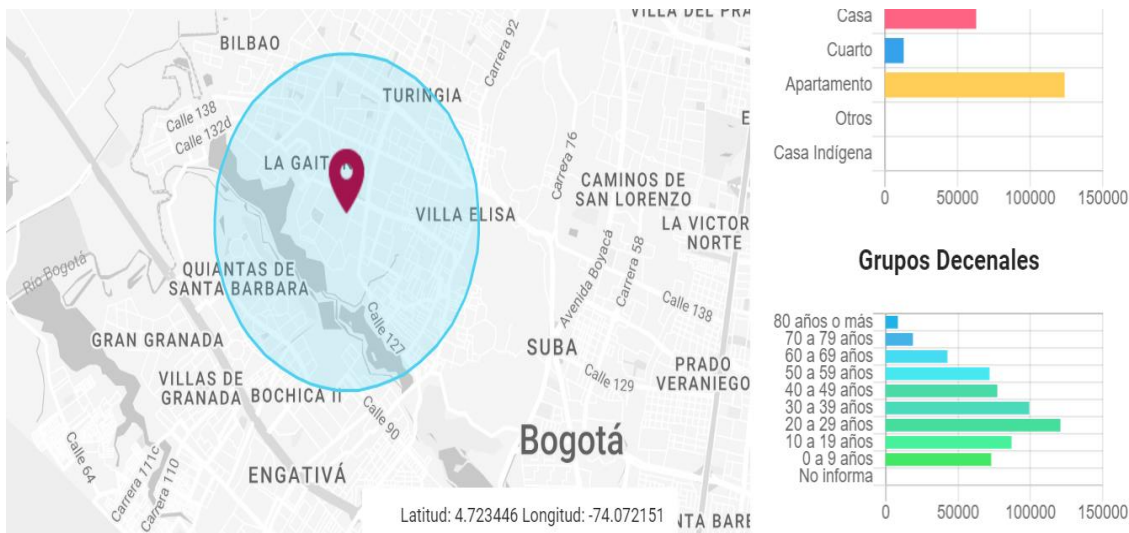 VILLA DEL PRA
BILBAO
Carrera 92
TURINGIA
Calle 138
Calle 132d
LA GAIT
Carrera 76
CAMINOS DE
SAN LORENZO
VILLA ELISA
LA VICTOR
NORTE
Río Bogotá
QUIANTAS DE
SANTA BARBARA
Avenida Boyacá
Carrera 58
Calle 138
Calle 127
GRAN GRANADA
SUBA
PRADO
VERANIEGO
Calle 129
VILLAS DE
GRANADA
BOCHICA II
Calle 90
Bogotá
Calle 64
Carrera 111c
Carrera 110
ENGATIVÁ
Latitud: 4.723446 Longitud: -74.072151
NTA BARB
E
Casa
Cuarto
Apartamento
Otros
Casa Indígena
0 50000 100000 150000
Grupos Decenales
80 años o más
70 a 79 años
60 a 69 años
50 a 59 años
40 a 49 años
30 a 39 años
20 a 29 años
10 a 19 años
0 a 9 años
No informa
0 50000 100000 150000